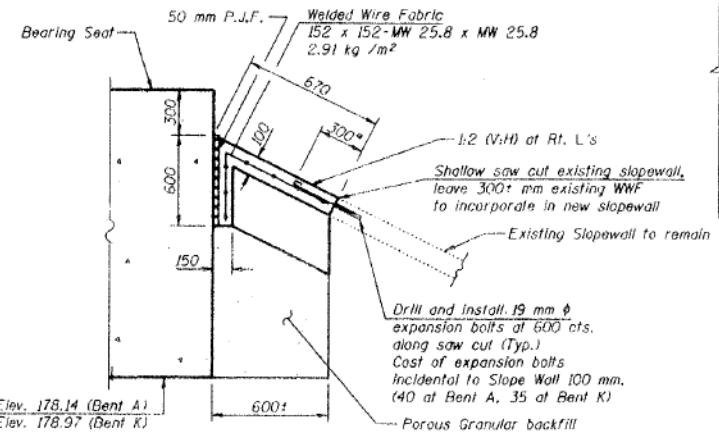 50 mm P.J.F.
Welded Wire Fabric
152 x 152-MW 25.8 x MW 25.8
2.91 kg /m²
Bearing Seat
670
300
300*
100
1:2 (V:H) at Rt. L's
600
Shallow saw cut existing slopewall,
leave 300± mm existing WWF
to incorporate in new slopewall
Existing Slopewall to remain
150
Drill and install 19 mm ϕ
expansion bolts at 600 cts.
along saw cut (Typ.)
Cost of expansion bolts
incidental to Slope Wall 100 mm.
(40 at Bent A, 35 at Bent K)
Elev. 178.14 (Bent A)
Elev. 178.97 (Bent K)
600±
Porous Granular backfill